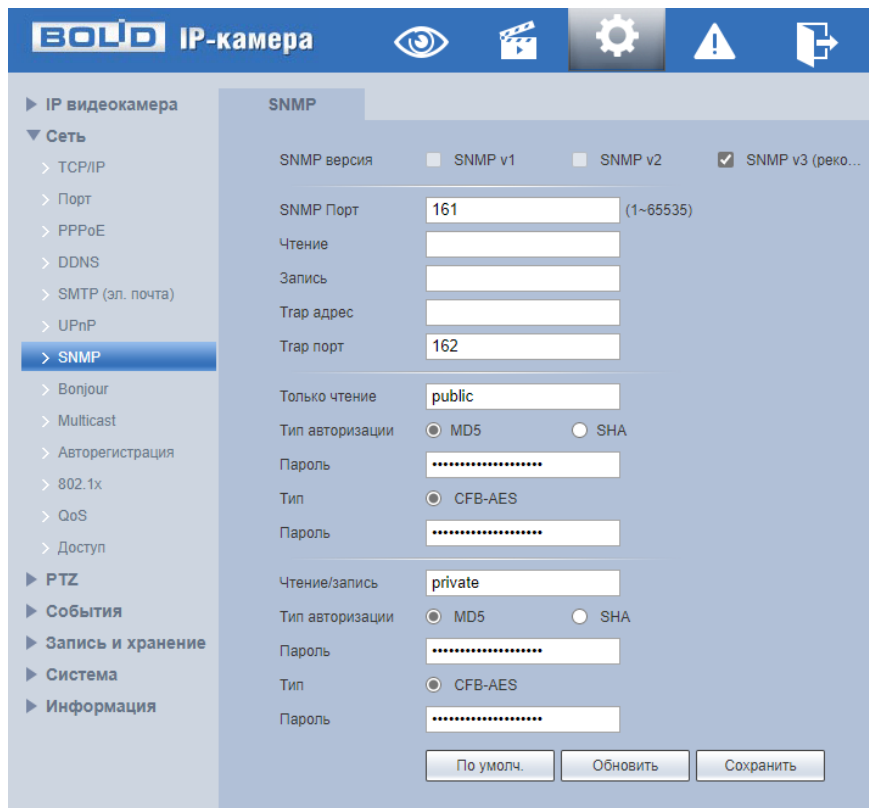 BOLID IP-камера
IP видеокамера
Сеть
TCP/IP
Порт
PPPoE
DDNS
SMTP (эл. почта)
UPnP
SNMP
Bonjour
Multicast
Авторегистрация
802.1x
QoS
Доступ
PTZ
События
Запись и хранение
Система
Информация
SNMP
SNMP версия SNMP v1 SNMP v2 SNMP v3 (реко...
SNMP Порт 161 (1~65535)
Чтение
Запись
Trap адрес
Trap порт 162
Только чтение public
Тип авторизации MD5 SHA
Пароль ••••••••••••••••••••
Тип CFB-AES
Пароль ••••••••••••••••••••
Чтение/запись private
Тип авторизации MD5 SHA
Пароль ••••••••••••••••••••
Тип CFB-AES
Пароль ••••••••••••••••••••
По умолч. Обновить Сохранить